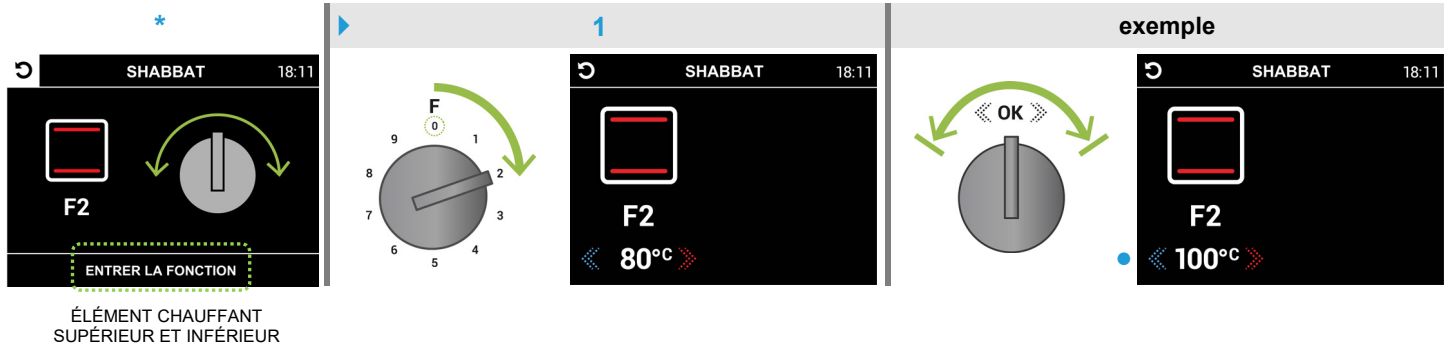 *
SHABBAT 18:11
F2
ENTRER LA FONCTION
ÉLÉMENT CHAUFFANT
SUPÉRIEUR ET INFÉRIEUR
1
F
0
1
2
3
4
5
6
7
8
9
SHABBAT 18:11
F2
80°C
exemple
OK
SHABBAT 18:11
F2
100°C